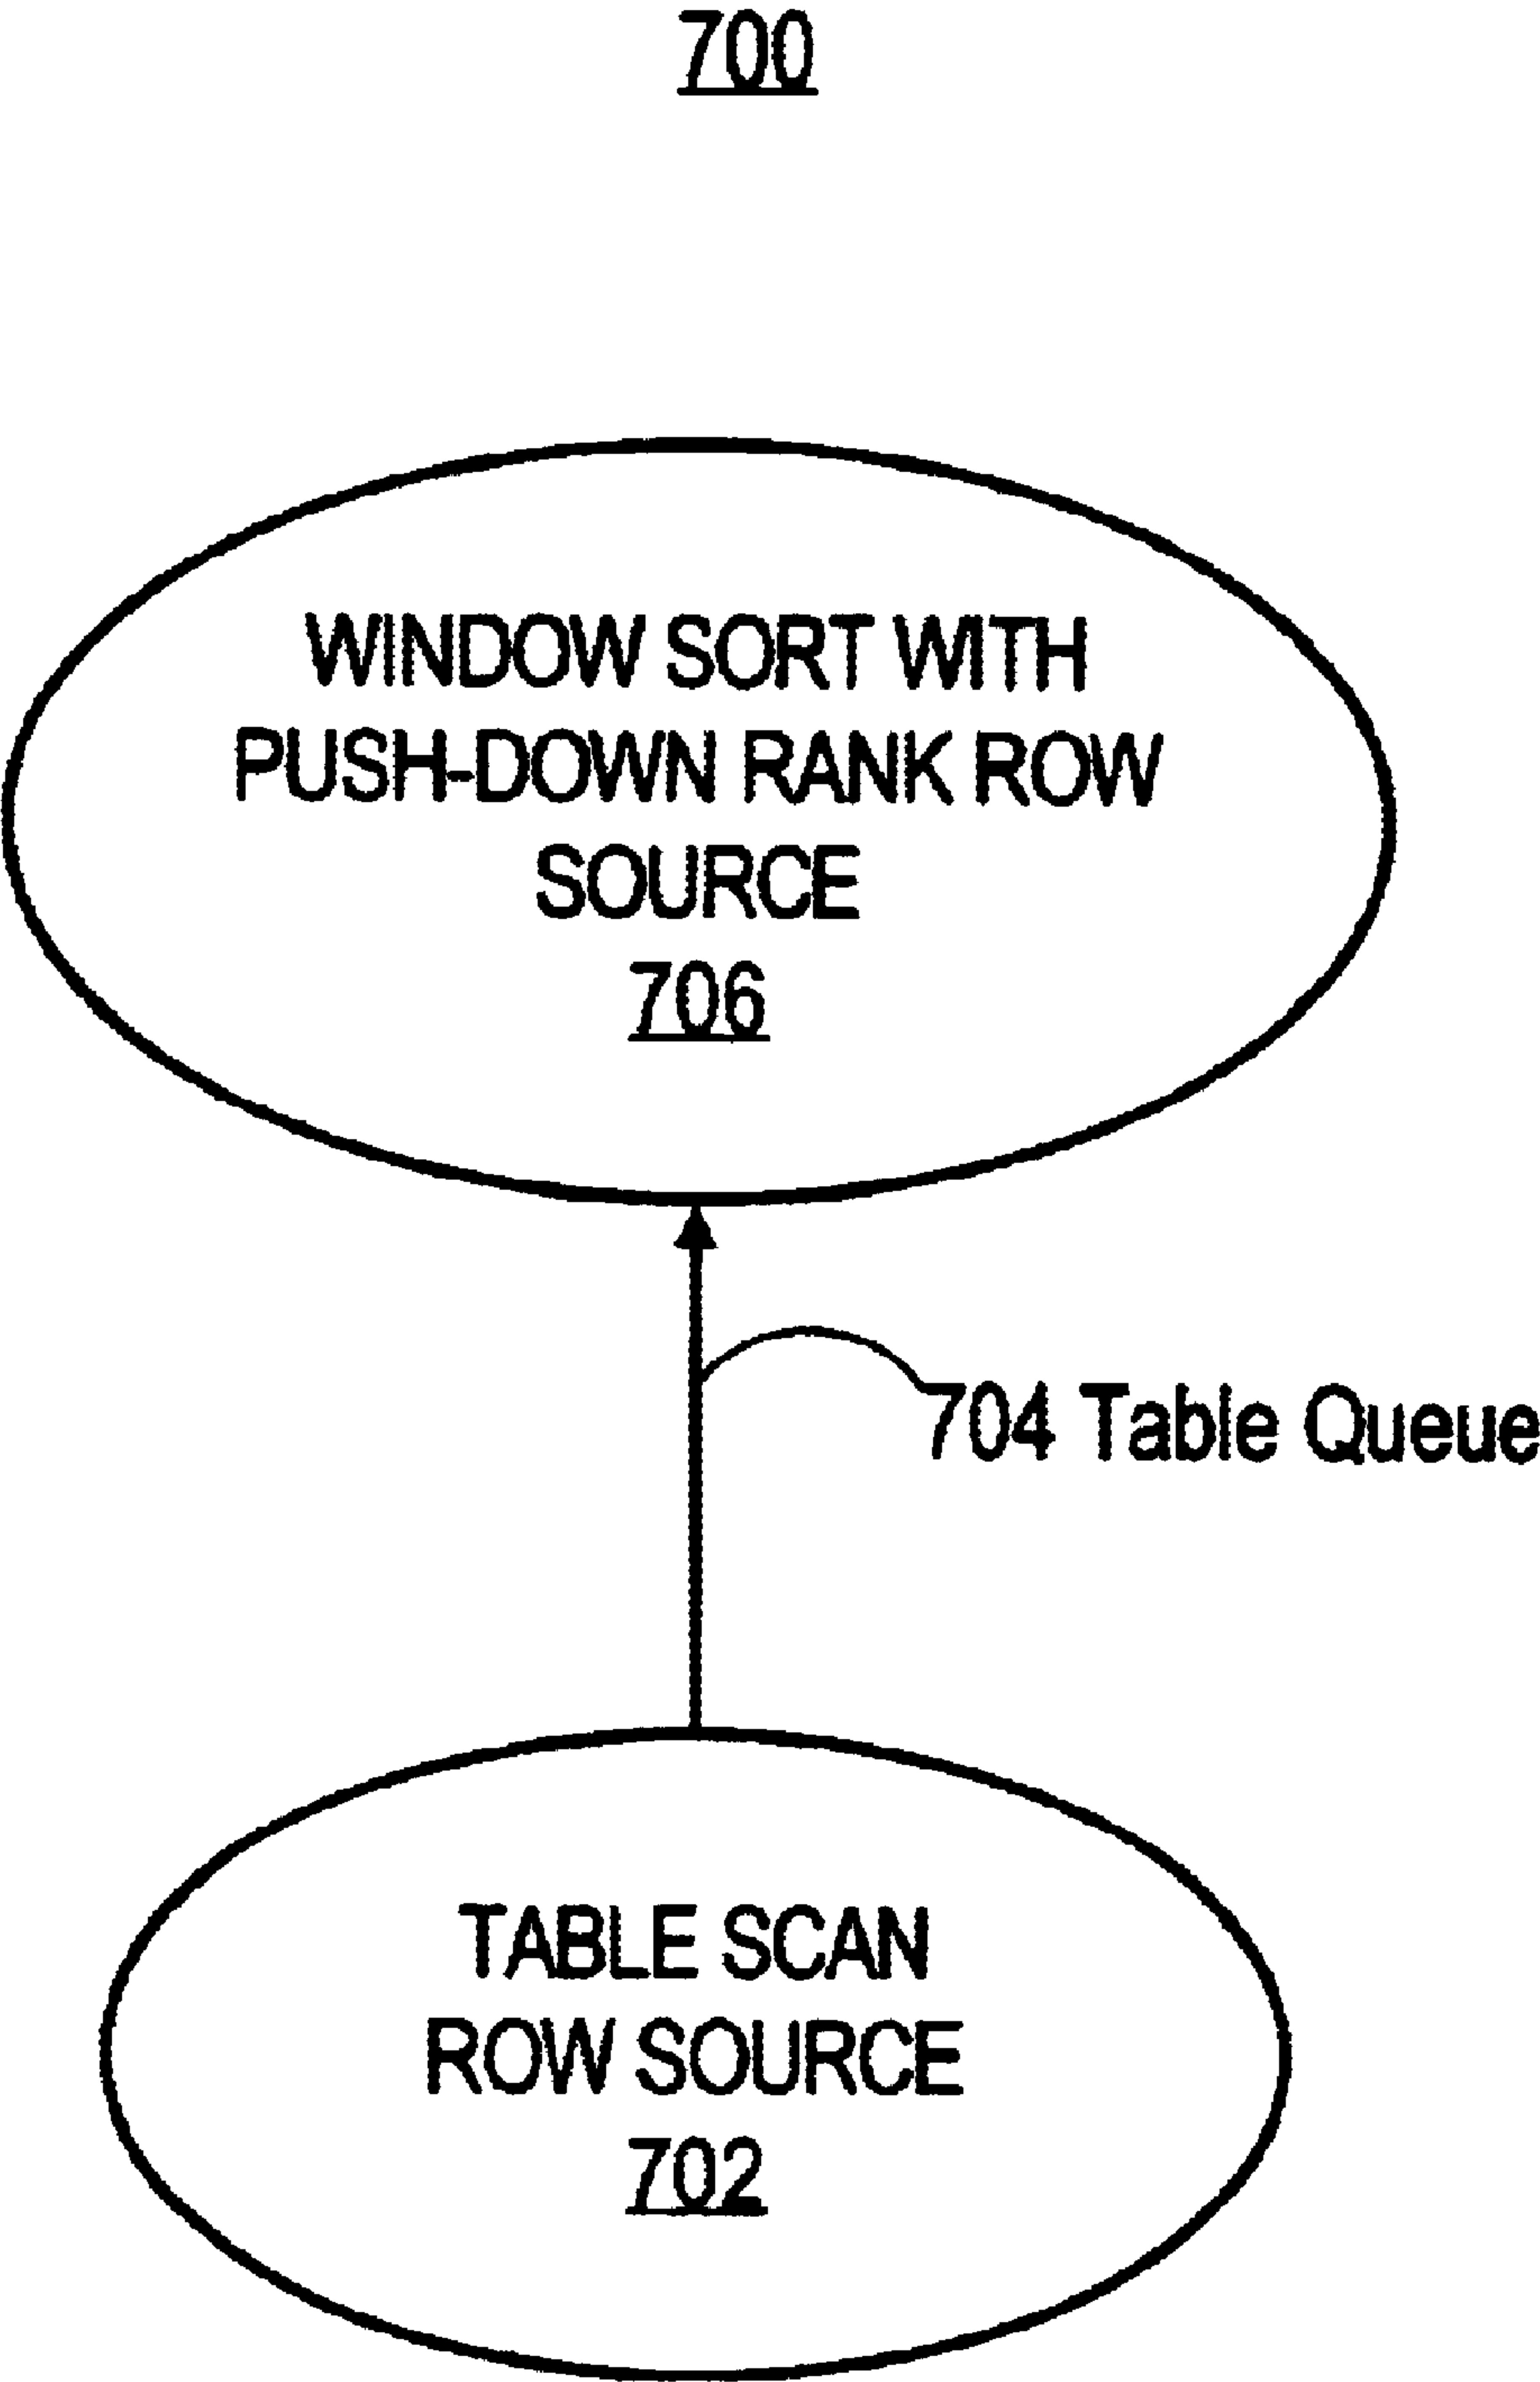 700
WINDOW SORT WITH
PUSH-DOWN RANK ROW
SOURCE
706
704 Table Queue
TABLE SCAN
ROW SOURCE
702